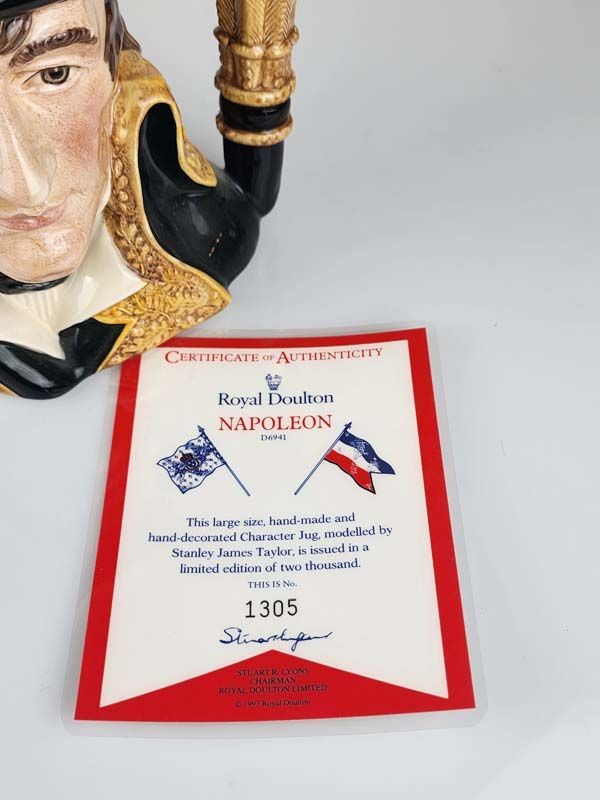 CERTIFICATE OF AUTHENTICITY
Royal Doulton
NAPOLEON
D6941
This large size, hand-made and
hand-decorated Character Jug, modelled by
Stanley James Taylor, is issued in a
limited edition of two thousand.
THIS IS No.
1305
STUART R. LYONS
CHAIRMAN
ROYAL DOULTON LIMITED
© 1993 Royal Doulton